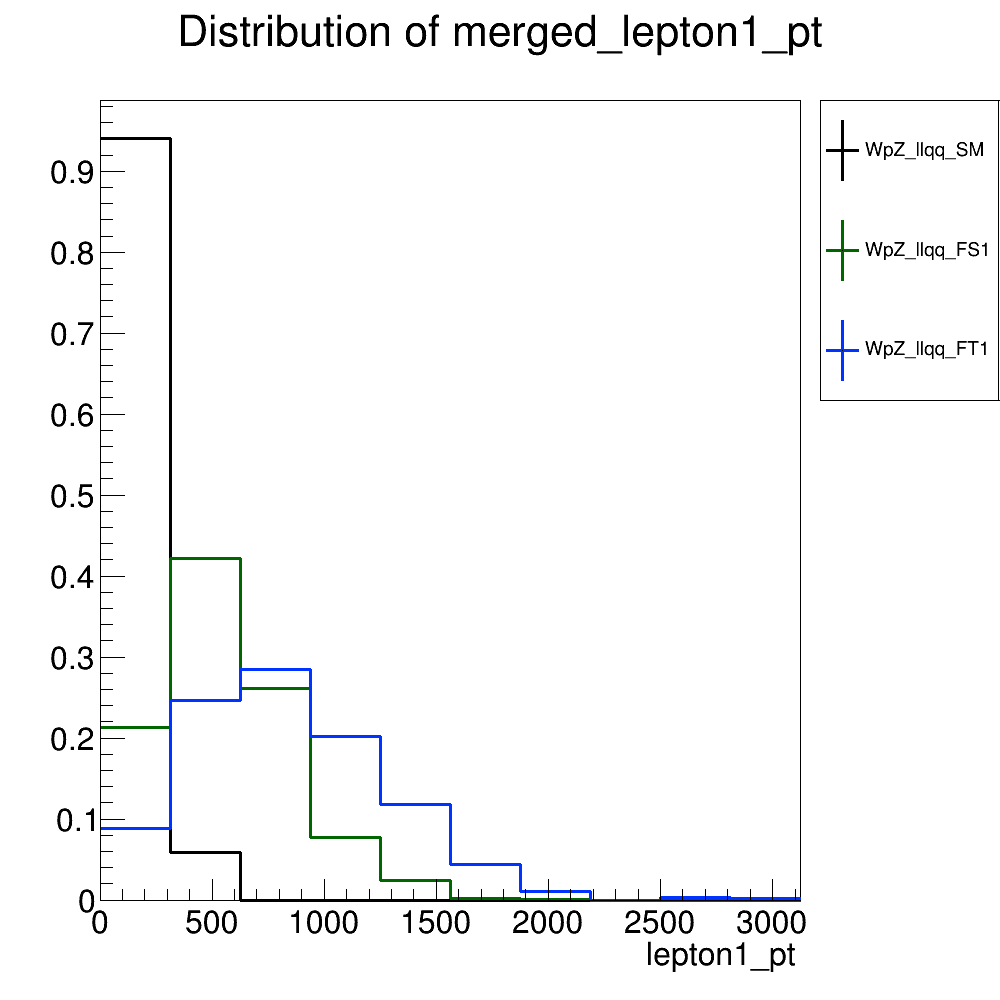 Distribution of merged_lepton1_pt
WpZ_llqq_SM
WpZ_llqq_FS1
WpZ_llqq_FT1
0.9
0.8
0.7
0.6
0.5
0.4
0.3
0.2
0.1
0
0 500 1000 1500 2000 2500 3000
lepton1_pt